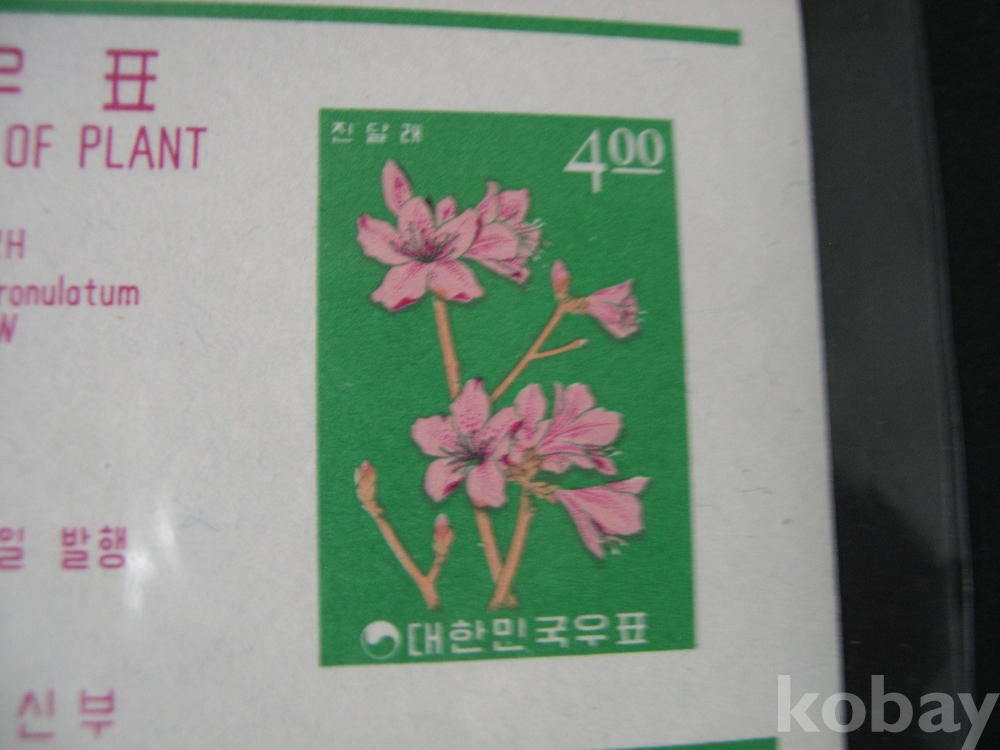 우 표
OF PLANT
RH
ronulatum
W
일 발행
신 부
진달래
4.00
대한민국우표
kobay